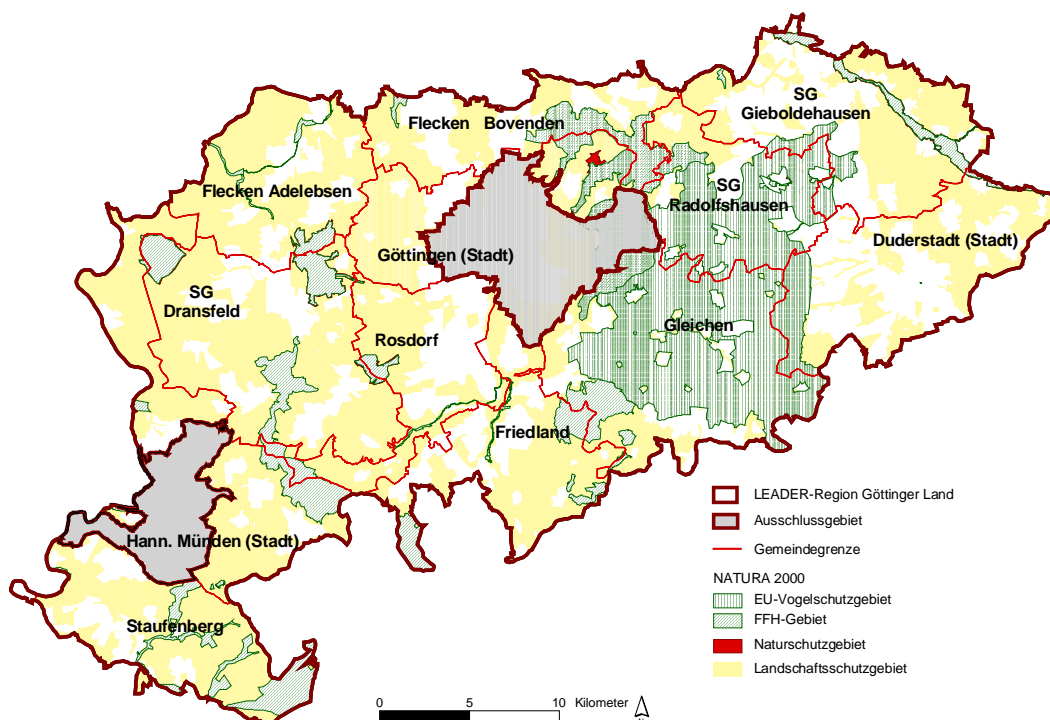 SG
Gieboldehausen
Flecken Bovenden
Flecken Adelebsen
SG
Radolfshausen
Göttingen (Stadt)
Duderstadt (Stadt)
SG
Dransfeld
Rosdorf
Gleichen
Friedland
Hann. Münden (Stadt)
Staufenberg
LEADER-Region Göttinger Land
Ausschlussgebiet
Gemeindegrenze
NATURA 2000
EU-Vogelschutzgebiet
FFH-Gebiet
Naturschutzgebiet
Landschaftsschutzgebiet
0 5 10 Kilometer